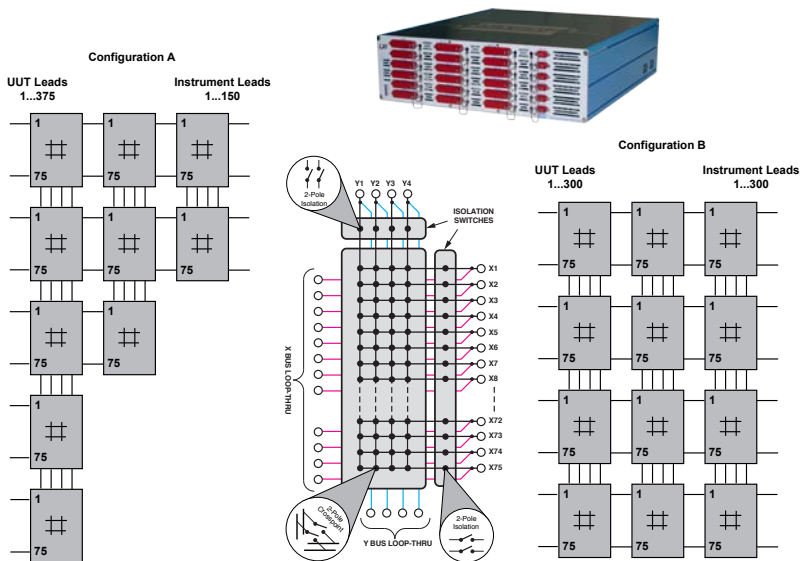 Configuration A
UUT Leads
1...375
Instrument Leads
1...150
1
75
1
75
1
75
1
75
1
75
1
75
1
75
1
75
1
75
1
75
2-Pole
Isolation
Y1 Y2 Y3 Y4
ISOLATION
SWITCHES
X BUS LOOP-THRU
X1
X2
X3
X4
X5
X6
X7
X8
X72
X73
X74
X75
2-Pole
Crosspoint
Y BUS LOOP-THRU
2-Pole
Isolation
Configuration B
UUT Leads
1...300
Instrument Leads
1...300
1
75
1
75
1
75
1
75
1
75
1
75
1
75
1
75
1
75
1
75
1
75
1
75